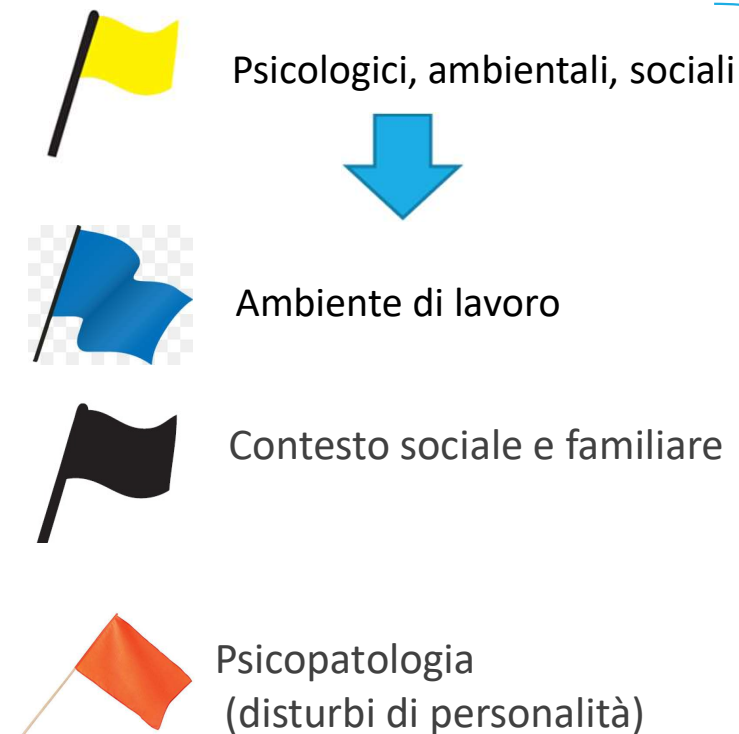 Psicologici, ambientali, sociali
Ambiente di lavoro
Contesto sociale e familiare
Psicopatologia
(disturbi di personalità)